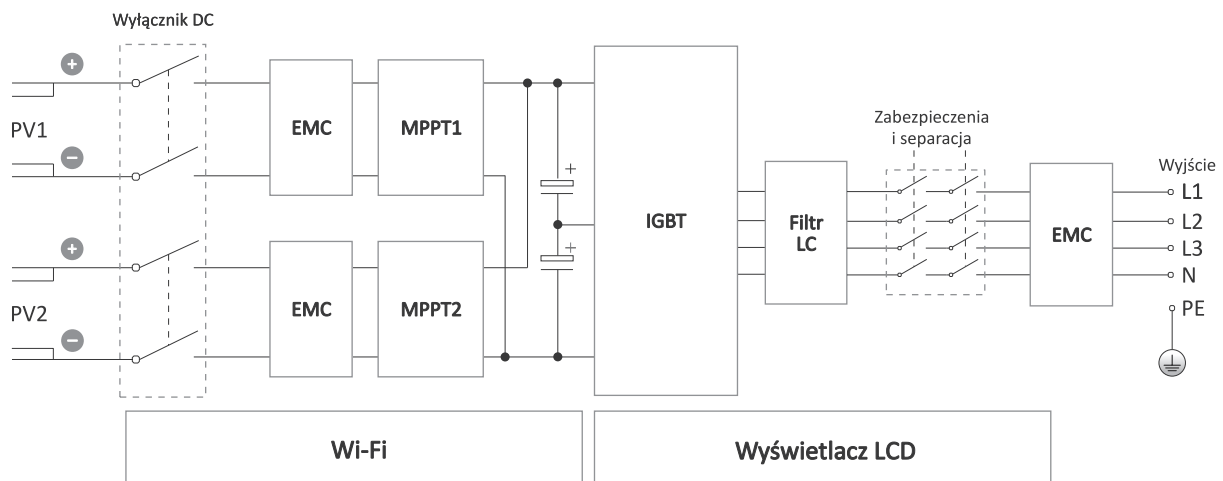 Wyłącznik DC
+
PV1
−
EMC
MPPT1
+
+
IGBT
Zabezpieczenia
i separacja
Filtr
LC
EMC
Wyjście
L1
L2
L3
N
PE
+
PV2
−
EMC
MPPT2
Wi-Fi
Wyświetlacz LCD